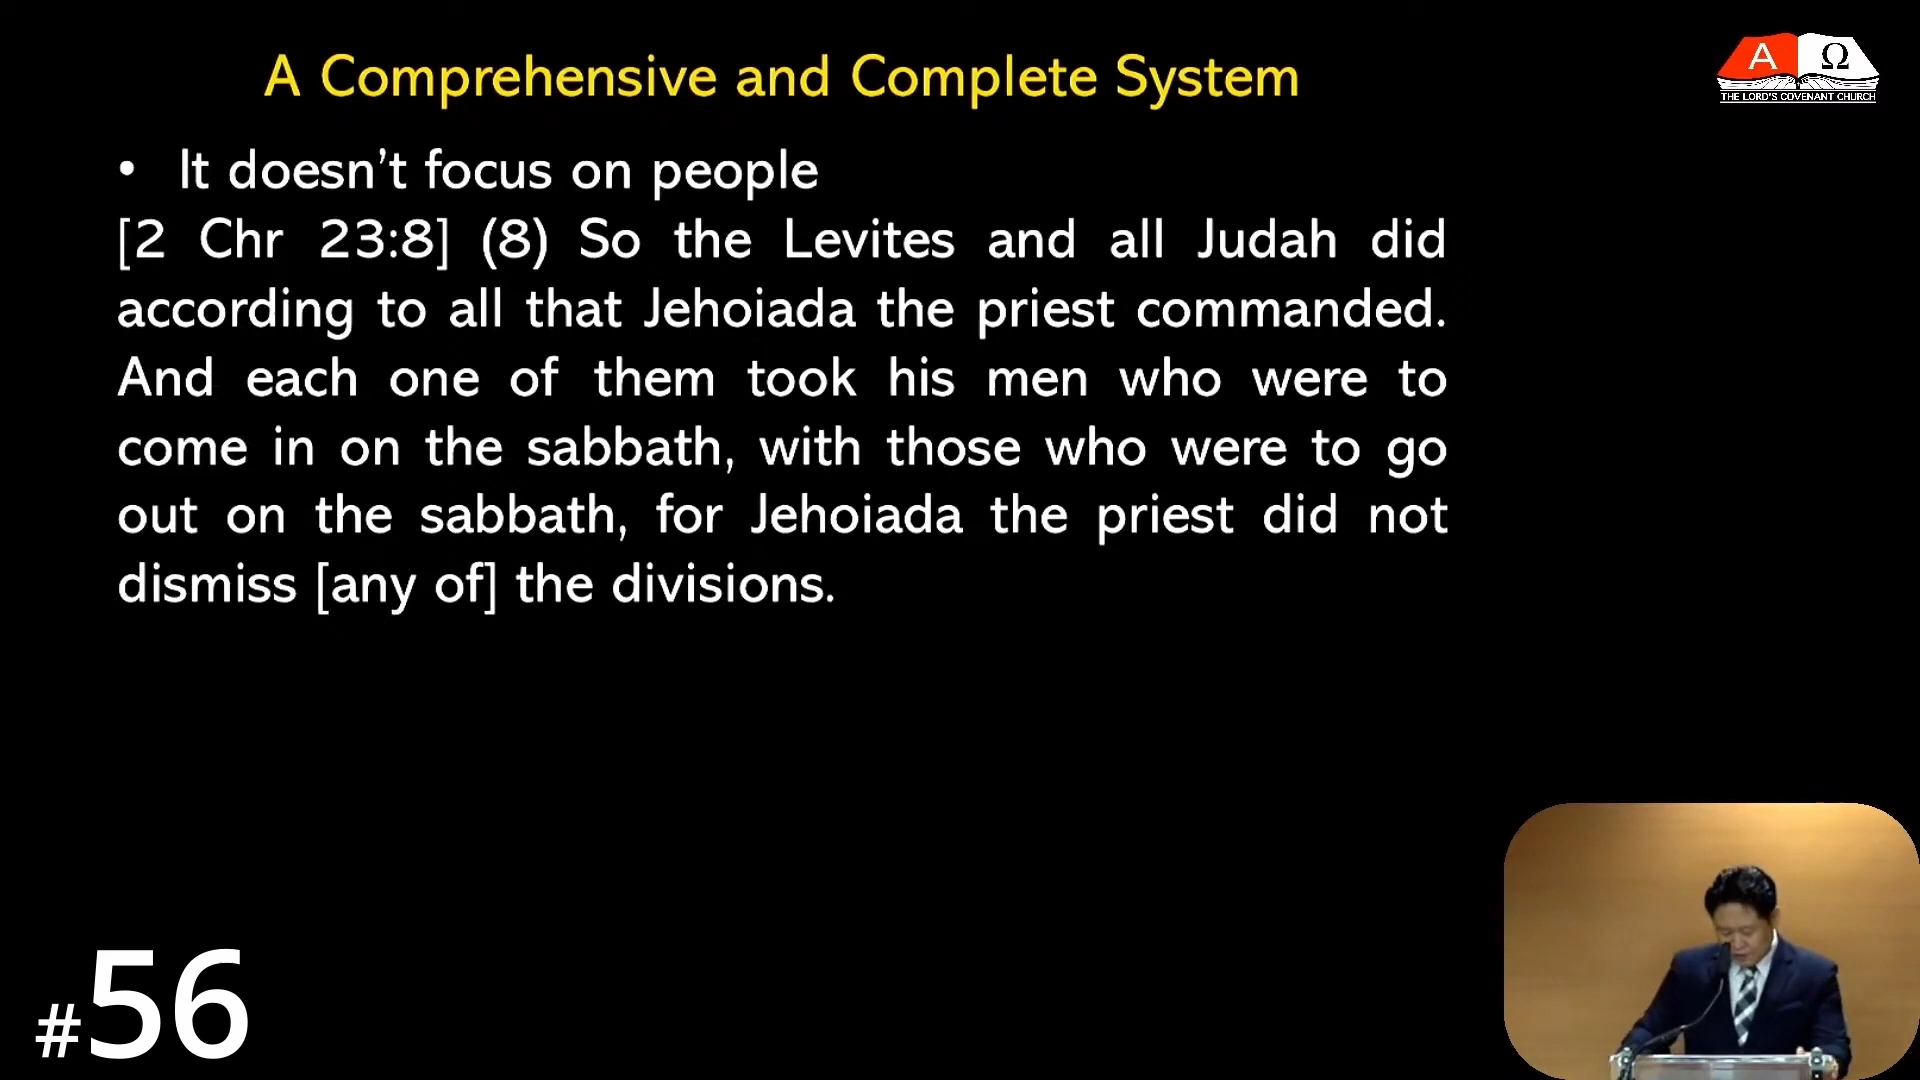 A Comprehensive and Complete System
A Ω
THE LORD'S COVENANT CHURCH
• It doesn't focus on people
[2 Chr 23:8] (8) So the Levites and all Judah did
according to all that Jehoiada the priest commanded.
And each one of them took his men who were to
come in on the sabbath, with those who were to go
out on the sabbath, for Jehoiada the priest did not
dismiss [any of] the divisions.
#56